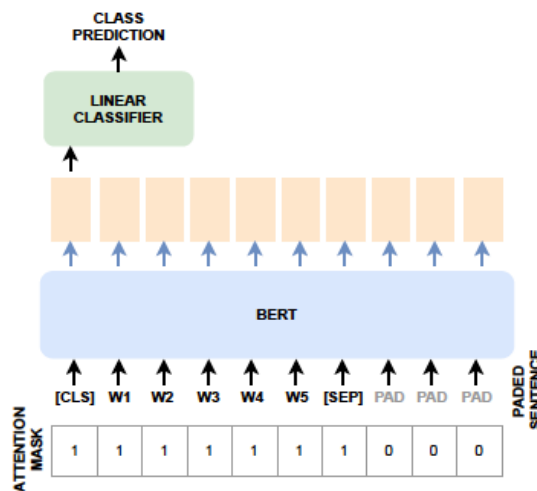 CLASS
PREDICTION
LINEAR
CLASSIFIER
BERT
[CLS] W1 W2 W3 W4 W5 [SEP] PAD PAD PAD
PADED
SENTENCE
ATTENTION
MASK
1 1 1 1 1 1 1 0 0 0